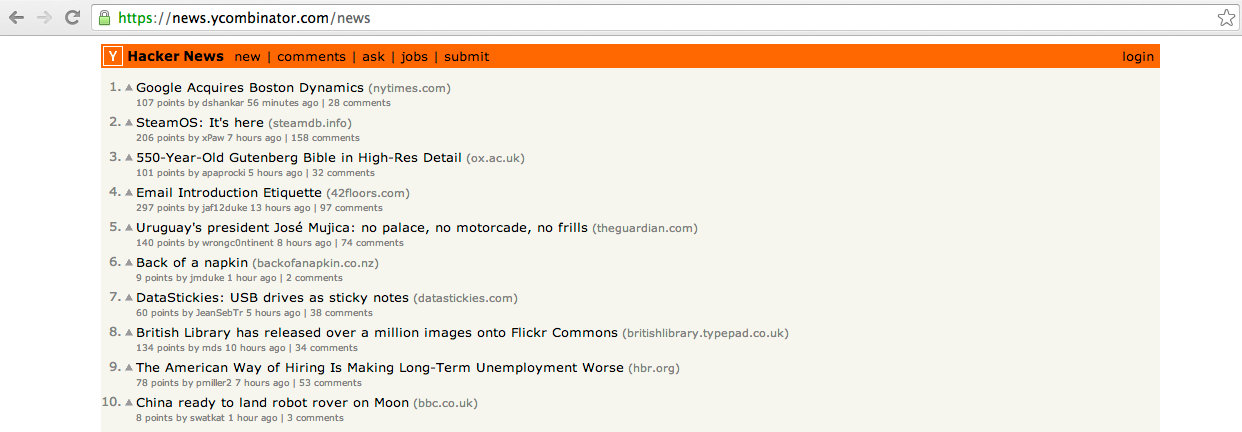 https://news.ycombinator.com/news
Y Hacker News new | comments | ask | jobs | submit login
1. Google Acquires Boston Dynamics (nytimes.com)
107 points by dshankar 56 minutes ago | 28 comments
2. SteamOS: It's here (steamdb.info)
206 points by xPaw 7 hours ago | 158 comments
3. 550-Year-Old Gutenberg Bible in High-Res Detail (ox.ac.uk)
101 points by apaprocki 5 hours ago | 32 comments
4. Email Introduction Etiquette (42floors.com)
297 points by jaf12duke 13 hours ago | 97 comments
5. Uruguay's president José Mujica: no palace, no motorcade, no frills (theguardian.com)
140 points by wrongc0ntinent 8 hours ago | 74 comments
6. Back of a napkin (backofanapkin.co.nz)
9 points by jmduke 1 hour ago | 2 comments
7. DataStickies: USB drives as sticky notes (datastickies.com)
60 points by JeanSebTr 5 hours ago | 38 comments
8. British Library has released over a million images onto Flickr Commons (britishlibrary.typepad.co.uk)
134 points by mds 10 hours ago | 34 comments
9. The American Way of Hiring Is Making Long-Term Unemployment Worse (hbr.org)
78 points by pmiller2 7 hours ago | 53 comments
10. China ready to land robot rover on Moon (bbc.co.uk)
8 points by swatkat 1 hour ago | 3 comments